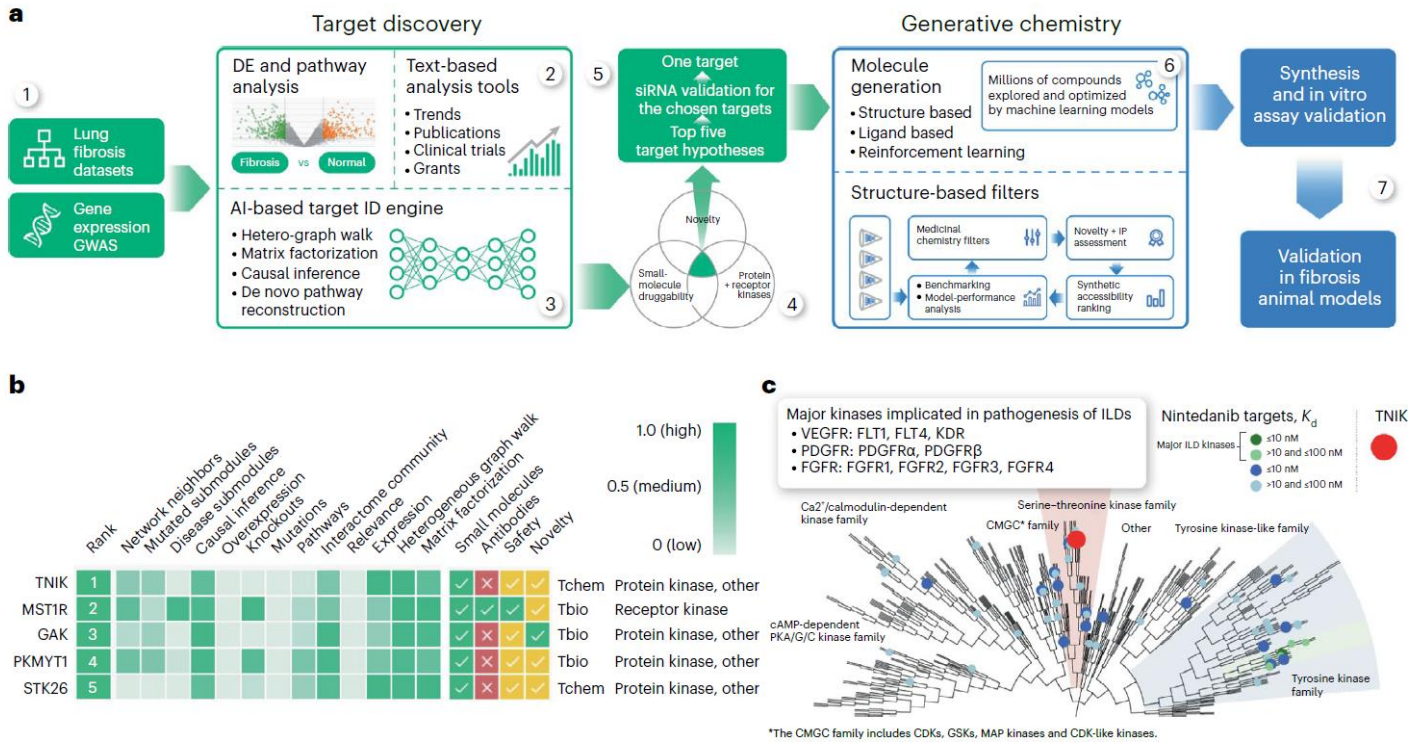 a
Target discovery
Generative chemistry
1
Lung
fibrosis
datasets
Gene
expression
GWAS
DE and pathway
analysis
Fibrosis
vs
Normal
Text-based
analysis tools
2
• Trends
• Publications
• Clinical trials
• Grants
AI-based target ID engine
• Hetero-graph walk
• Matrix factorization
• Causal inference
• De novo pathway
reconstruction
3
5
One target
siRNA validation for
the chosen targets
Top five
target hypotheses
Novelty
Small-
molecule
druggability
Protein
+ receptor
kinases
4
Molecule
generation
• Structure based
• Ligand based
• Reinforcement learning
6
Millions of compounds
explored and optimized
by machine learning models
Structure-based filters
Medicinal
chemistry filters
Novelty + IP
assessment
• Benchmarking
• Model-performance
analysis
Synthetic
accessibility
ranking
Synthesis
and in vitro
assay validation
7
Validation
in fibrosis
animal models
b
1.0 (high)
0.5 (medium)
0 (low)
Rank
Network neighbors
Mutated submodules
Disease submodules
Causal inference
Overexpression
Knockouts
Mutations
Pathways
Interactome community
Relevance
Expression
Heterogeneous graph walk
Matrix factorization
Small molecules
Antibodies
Safety
Novelty
TNIK 1 Tchem Protein kinase, other
MST1R 2 Tbio Receptor kinase
GAK 3 Tbio Protein kinase, other
PKMYT1 4 Tbio Protein kinase, other
STK26 5 Tchem Protein kinase, other
c
Major kinases implicated in pathogenesis of ILDs
• VEGFR: FLT1, FLT4, KDR
• PDGFR: PDGFRα, PDGFRβ
• FGFR: FGFR1, FGFR2, FGFR3, FGFR4
Nintedanib targets, Kd
TNIK
Major ILD kinases
≤10 nM
>10 and ≤100 nM
≤10 nM
>10 and ≤100 nM
Ca2+/calmodulin-dependent
kinase family
Serine–threonine kinase family
CMGC* family
Other
Tyrosine kinase-like family
cAMP-dependent
PKA/G/C kinase family
Tyrosine kinase
family
*The CMGC family includes CDKs, GSKs, MAP kinases and CDK-like kinases.